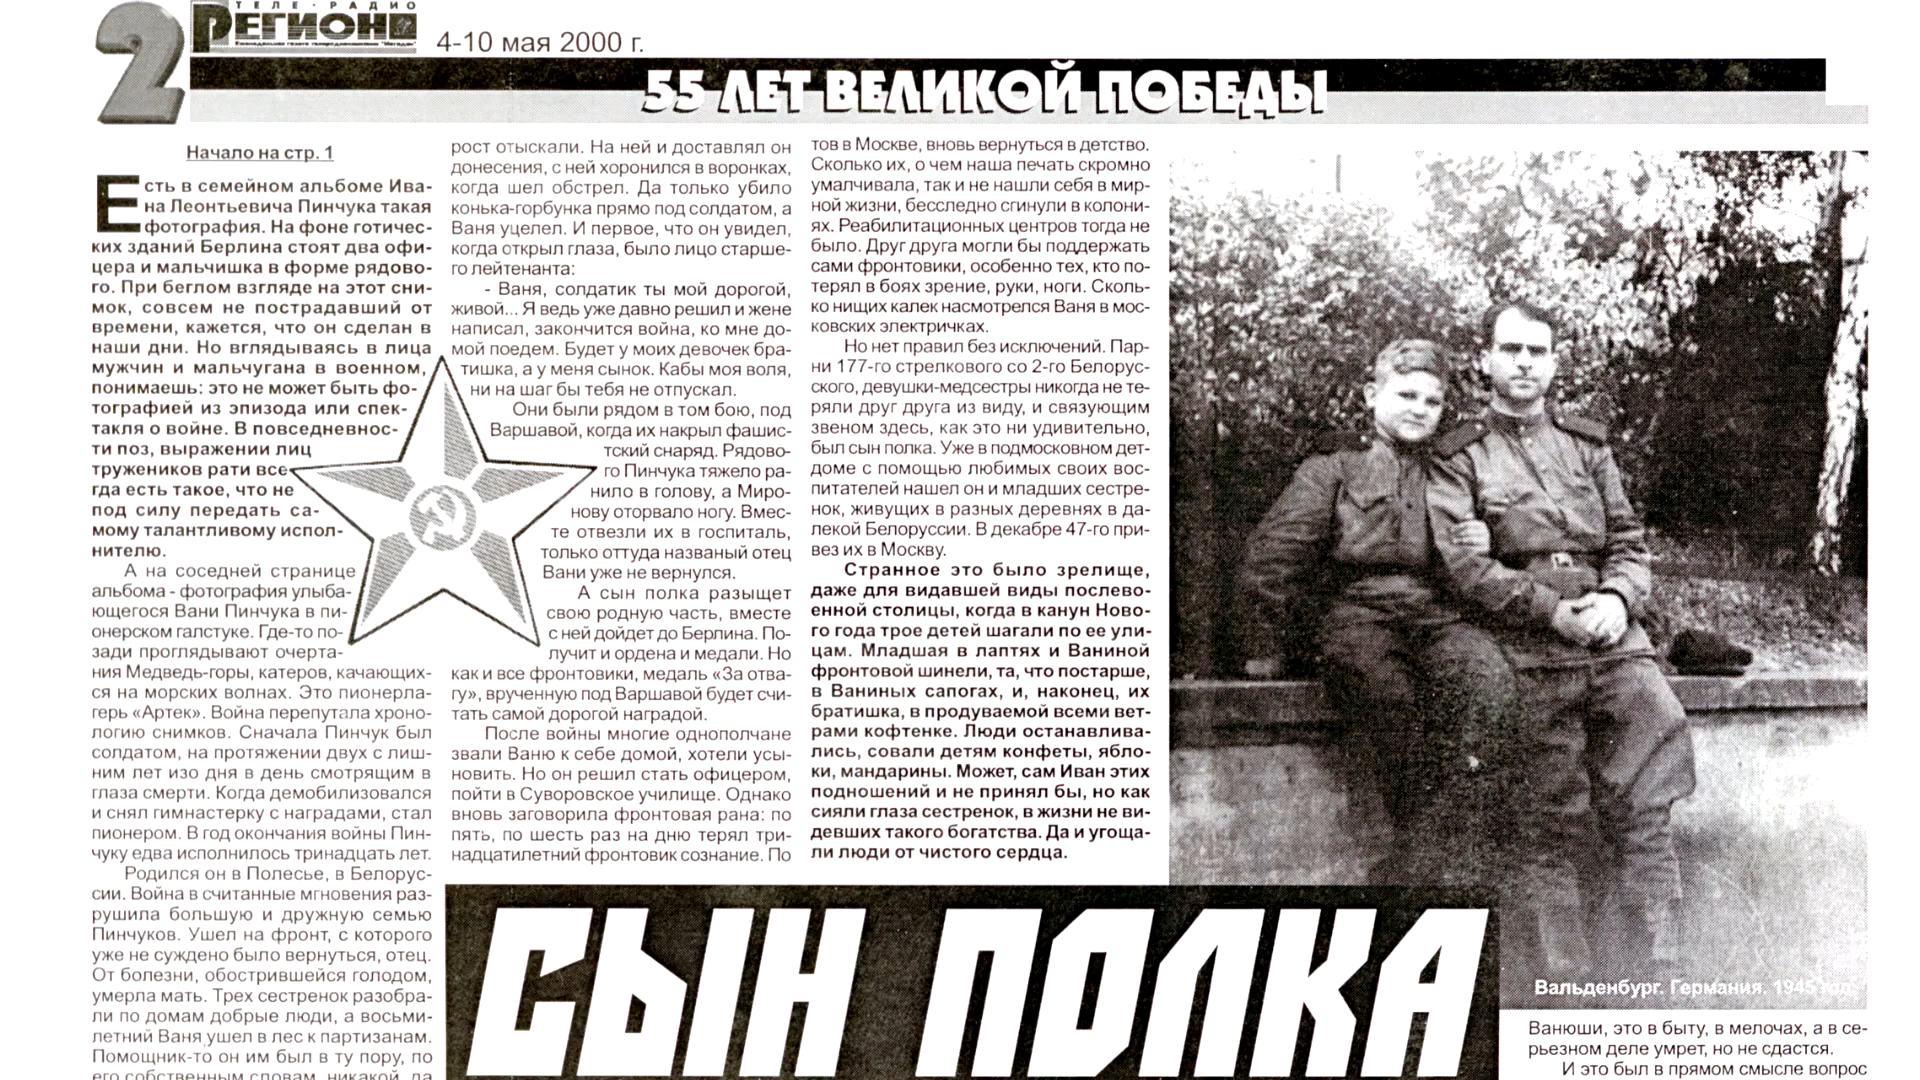 2
ТЕЛЕ-РАДИО
РЕГИОН
4-10 мая 2000 г.
55 ЛЕТ ВЕЛИКОЙ ПОБЕДЫ
Начало на стр. 1
Есть в семейном альбоме Ива-
на Леонтьевича Пинчука такая
фотография. На фоне готичес-
ких зданий Берлина стоят два офи-
цера и мальчишка в форме рядово-
го. При беглом взгляде на этот сни-
мок, совсем не пострадавший от
времени, кажется, что он сделан в
наши дни. Но вглядываясь в лица
мужчин и мальчугана в военном,
понимаешь: это не может быть фо-
тографией из эпизода или спек-
такля о войне. В повседневнос-
ти поз, выражении лиц
тружеников рати все-
гда есть такое, что не
под силу передать са-
мому талантливому испол-
нителю.
А на соседней странице
альбома - фотография улыба-
ющегося Вани Пинчука в пи-
онерском галстуке. Где-то по-
зади проглядывают очерта-
ния Медведь-горы, катеров, качающих-
ся на морских волнах. Это пионерла-
герь «Артек». Война перепутала хроно-
логию снимков. Сначала Пинчук был
солдатом, на протяжении двух с лиш-
ним лет изо дня в день смотрящим в
глаза смерти. Когда демобилизовался
и снял гимнастерку с наградами, стал
пионером. В год окончания войны Пин-
чуку едва исполнилось тринадцать лет.
Родился он в Полесье, в Белорус-
сии. Война в считанные мгновения раз-
рушила большую и дружную семью
Пинчуков. Ушел на фронт, с которого
уже не суждено было вернуться, отец.
От болезни, обострившейся голодом,
умерла мать. Трех сестренок разобра-
ли по домам добрые люди, а восьми-
летний Ваня ушел в лес к партизанам.
Помощник-то он им был в ту пору, по
его собственным словам, никакой, да
рост отыскали. На ней и доставлял он
донесения, с ней хоронился в воронках,
когда шел обстрел. Да только убило
конька-горбунка прямо под солдатом, а
Ваня уцелел. И первое, что он увидел,
когда открыл глаза, было лицо старше-
го лейтенанта:
- Ваня, солдатик ты мой дорогой,
живой... Я ведь уже давно решил и жене
написал, закончится война, ко мне до-
мой поедем. Будет у моих девочек бра-
тишка, а у меня сынок. Кабы моя воля,
ни на шаг бы тебя не отпускал.
Они были рядом в том бою, под
Варшавой, когда их накрыл фашис-
тский снаряд. Рядово-
го Пинчука тяжело ра-
нило в голову, а Миро-
нову оторвало ногу. Вмес-
те отвезли их в госпиталь,
только оттуда названый отец
Вани уже не вернулся.
А сын полка разыщет
свою родную часть, вместе
с ней дойдет до Берлина. По-
лучит и ордена и медали. Но
как и все фронтовики, медаль «За отва-
гу», врученную под Варшавой будет счи-
тать самой дорогой наградой.
После войны многие однополчане
звали Ваню к себе домой, хотели усы-
новить. Но он решил стать офицером,
пойти в Суворовское училище. Однако
вновь заговорила фронтовая рана: по
пять, по шесть раз на дню терял три-
надцатилетний фронтовик сознание. По
тов в Москве, вновь вернуться в детство.
Сколько их, о чем наша печать скромно
умалчивала, так и не нашли себя в мир-
ной жизни, бесследно сгинули в колони-
ях. Реабилитационных центров тогда не
было. Друг друга могли бы поддержать
сами фронтовики, особенно тех, кто по-
терял в боях зрение, руки, ноги. Сколь-
ко нищих калек насмотрелся Ваня в мос-
ковских электричках.
Но нет правил без исключений. Пар-
ни 177-го стрелкового со 2-го Белорус-
ского, девушки-медсестры никогда не те-
ряли друг друга из виду, и связующим
звеном здесь, как это ни удивительно,
был сын полка. Уже в подмосковном дет-
доме с помощью любимых своих вос-
питателей нашел он и младших сестре-
нок, живущих в разных деревнях в да-
лекой Белоруссии. В декабре 47-го при-
вез их в Москву.
Странное это было зрелище,
даже для видавшей виды послево-
енной столицы, когда в канун Ново-
го года трое детей шагали по ее ули-
цам. Младшая в лаптях и Ваниной
фронтовой шинели, та, что постарше,
в Ваниных сапогах, и, наконец, их
братишка, в продуваемой всеми вет-
рами кофтенке. Люди останавлива-
лись, совали детям конфеты, ябло-
ки, мандарины. Может, сам Иван этих
подношений и не принял бы, но как
сияли глаза сестренок, в жизни не ви-
девших такого богатства. Да и угоща-
ли люди от чистого сердца.
СЫН ПОЛКА
Вальденбург. Германия. 1945 год.
Ванюши, это в быту, в мелочах, а в се-
рьезном деле умрет, но не сдастся.
И это был в прямом смысле вопрос